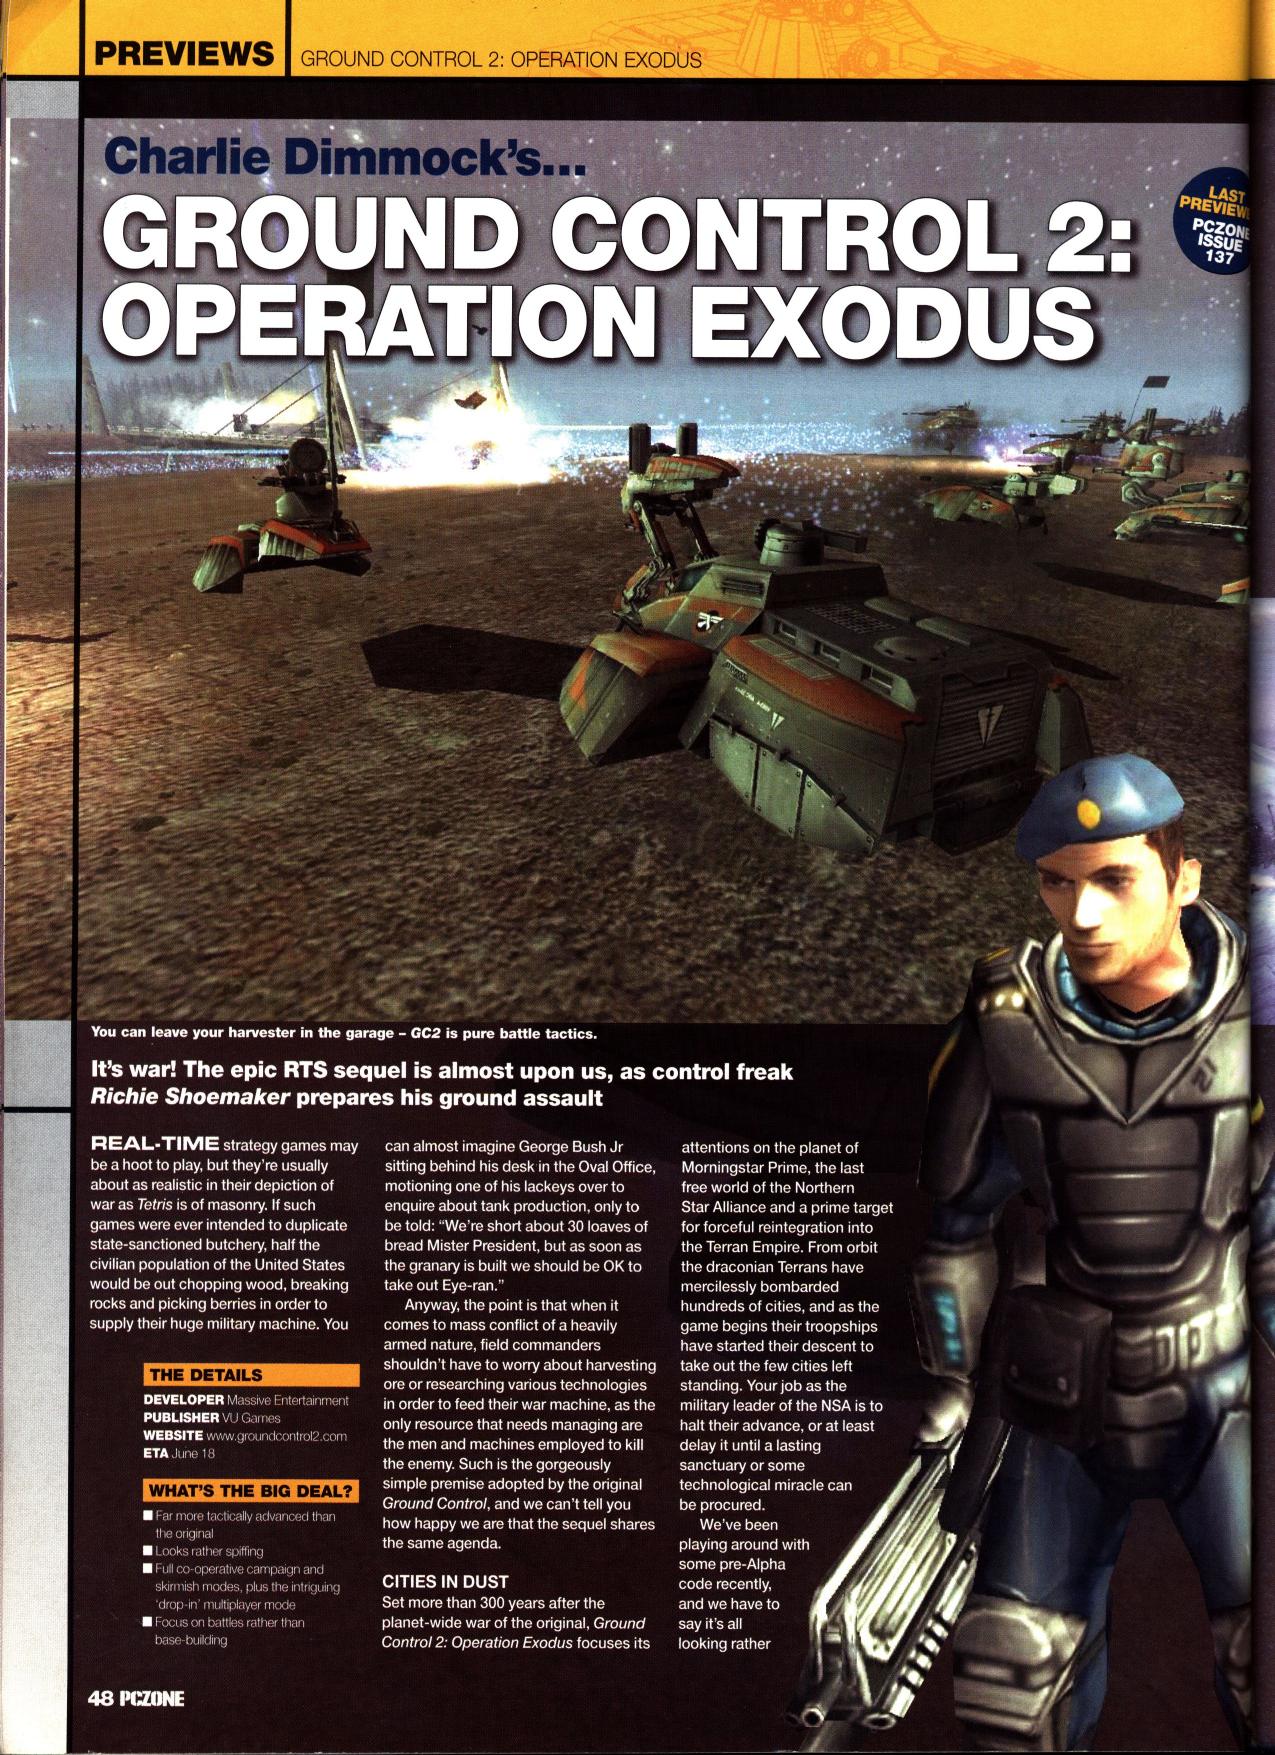 PREVIEWS
GROUND CONTROL 2: OPERATION EXODUS
Charlie Dimmock's...
GROUND CONTROL 2:
OPERATION EXODUS
LAST
PREVIEW
PCZONE
ISSUE
137
You can leave your harvester in the garage – GC2 is pure battle tactics.
It's war! The epic RTS sequel is almost upon us, as control freak
Richie Shoemaker prepares his ground assault
REAL-TIME strategy games may
be a hoot to play, but they're usually
about as realistic in their depiction of
war as Tetris is of masonry. If such
games were ever intended to duplicate
state-sanctioned butchery, half the
civilian population of the United States
would be out chopping wood, breaking
rocks and picking berries in order to
supply their huge military machine. You
THE DETAILS
DEVELOPER Massive Entertainment
PUBLISHER VU Games
WEBSITE www.groundcontrol2.com
ETA June 18
WHAT'S THE BIG DEAL?
■ Far more tactically advanced than
the original
■ Looks rather spiffing
■ Full co-operative campaign and
skirmish modes, plus the intriguing
'drop-in' multiplayer mode
■ Focus on battles rather than
base-building
can almost imagine George Bush Jr
sitting behind his desk in the Oval Office,
motioning one of his lackeys over to
enquire about tank production, only to
be told: "We're short about 30 loaves of
bread Mister President, but as soon as
the granary is built we should be OK to
take out Eye-ran."
Anyway, the point is that when it
comes to mass conflict of a heavily
armed nature, field commanders
shouldn't have to worry about harvesting
ore or researching various technologies
in order to feed their war machine, as the
only resource that needs managing are
the men and machines employed to kill
the enemy. Such is the gorgeously
simple premise adopted by the original
Ground Control, and we can't tell you
how happy we are that the sequel shares
the same agenda.
CITIES IN DUST
Set more than 300 years after the
planet-wide war of the original, Ground
Control 2: Operation Exodus focuses its
attentions on the planet of
Morningstar Prime, the last
free world of the Northern
Star Alliance and a prime target
for forceful reintegration into
the Terran Empire. From orbit
the draconian Terrans have
mercilessly bombarded
hundreds of cities, and as the
game begins their troopships
have started their descent to
take out the few cities left
standing. Your job as the
military leader of the NSA is to
halt their advance, or at least
delay it until a lasting
sanctuary or some
technological miracle can
be procured.
We've been
playing around with
some pre-Alpha
code recently,
and we have to
say it's all
looking rather
48 PCZONE